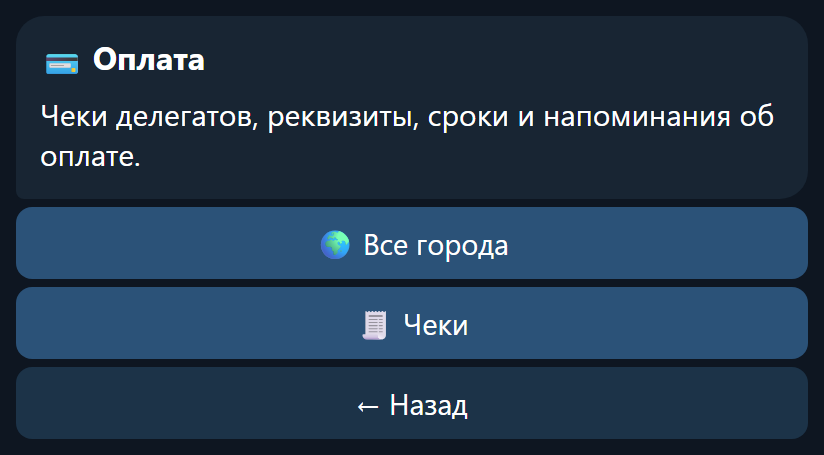 Оплата
Чеки делегатов, реквизиты, сроки и напоминания об
оплате.
Все города
Чеки
← Назад